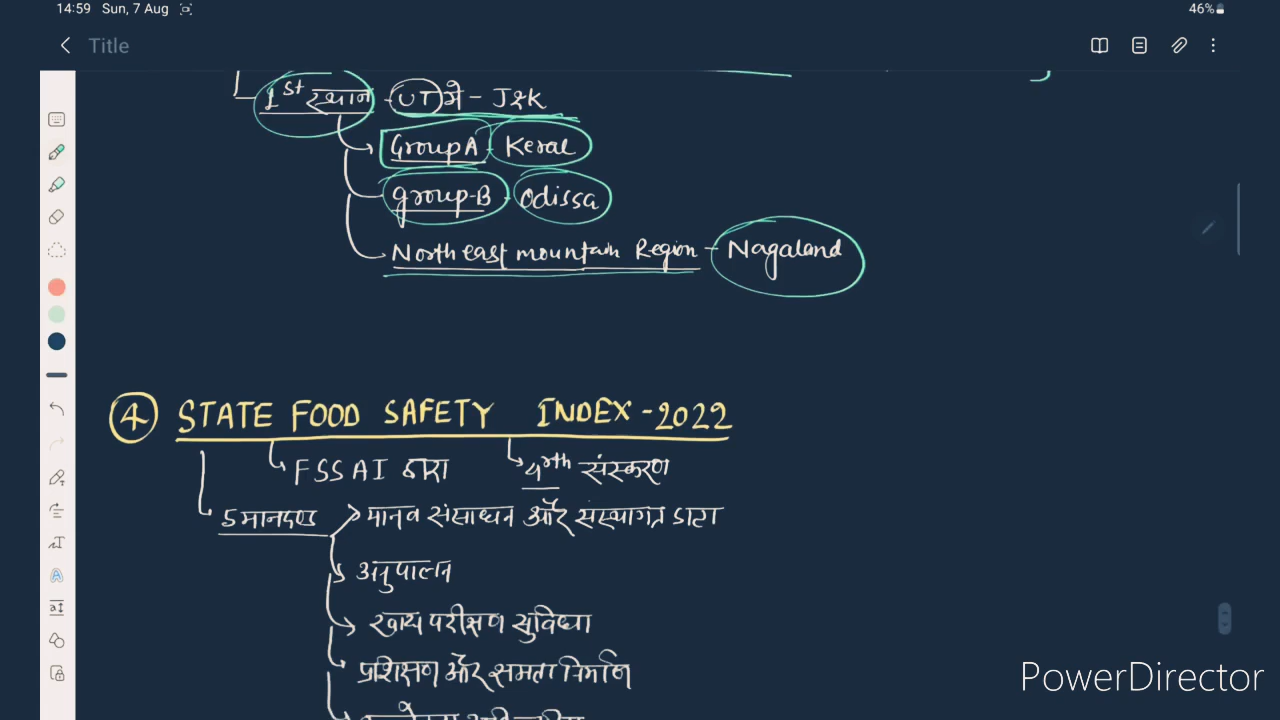 14:59 Sun, 7 Aug 46%
Title
1st स्थान - UT में - J&K
Group A - Keral
group-B - Odissa
North east mountain Region - Nagaland
4 STATE FOOD SAFETY INDEX - 2022
FSSAI द्वारा 4rth संस्करण
5 मानदण्ड मानव संसाधन और संस्थागत डाटा
अनुपालन
खाद्य परीक्षण सुविधा
प्रशिक्षण और क्षमता निर्माण
PowerDirector